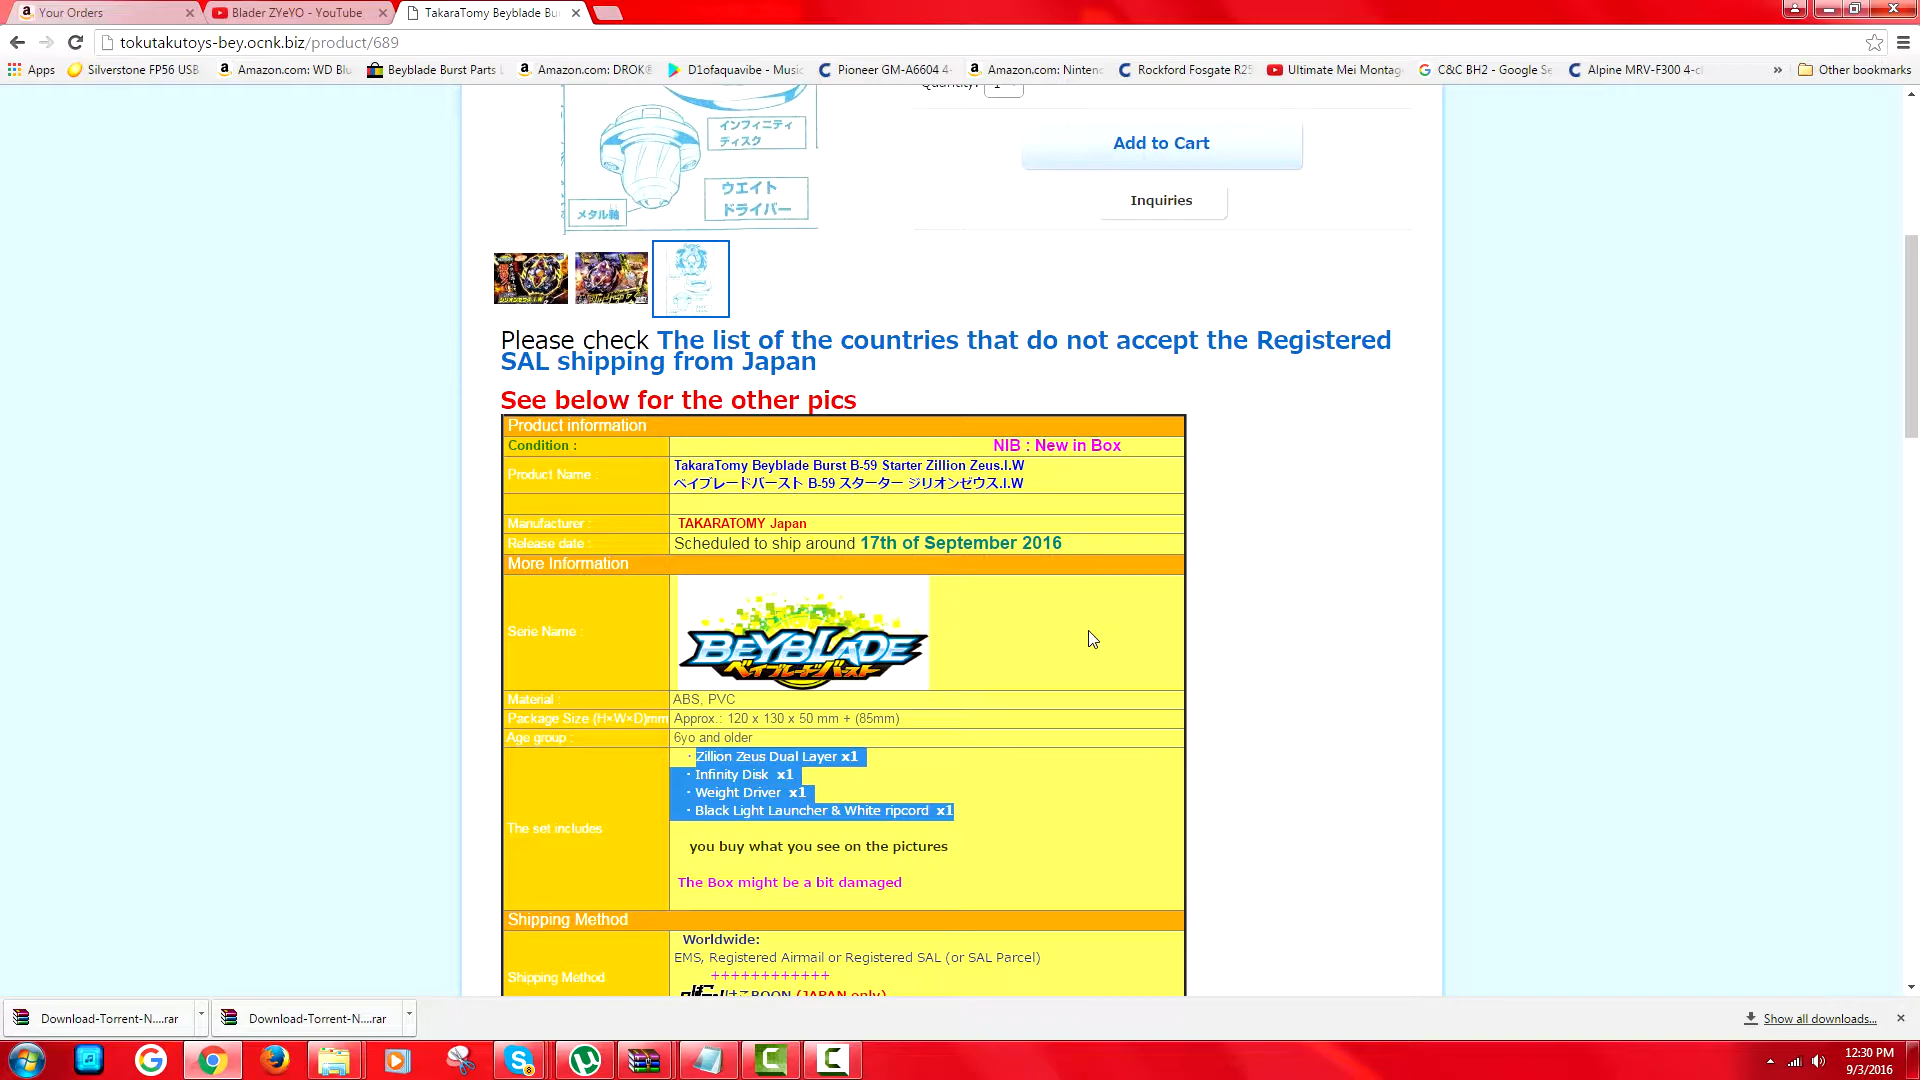 Your Orders
Blader ZYeYO - YouTube
TakaraTomy Beyblade Bu
tokutakutoys-bey.ocnk.biz/product/689
Apps
Silverstone FP56 USB
Amazon.com: WD Blu
Beyblade Burst Parts L
Amazon.com: DROK®
D1ofaquavibe - Music
Pioneer GM-A6604 4-
Amazon.com: Nintend
Rockford Fosgate R25
Ultimate Mei Montag
C&C BH2 - Google Se
Alpine MRV-F300 4-cl
»
Other bookmarks
Quantity: 1
インフィニティ
ディスク
Add to Cart
ウエイト
ドライバー
メタル軸
Inquiries
Please check The list of the countries that do not accept the Registered
SAL shipping from Japan
See below for the other pics
Product information
Condition : NIB : New in Box
Product Name : TakaraTomy Beyblade Burst B-59 Starter Zillion Zeus.I.W
ベイブレードバースト B-59 スターター ジリオンゼウス.I.W
Manufacturer : TAKARATOMY Japan
Release date : Scheduled to ship around 17th of September 2016
More Information
Serie Name :
BEYBLADE
ベイブレードバースト
Material : ABS, PVC
Package Size (H×W×D)mm Approx.: 120 x 130 x 50 mm + (85mm)
Age group : 6yo and older
The set includes
・Zillion Zeus Dual Layer x1
・Infinity Disk x1
・Weight Driver x1
・Black Light Launcher & White ripcord x1
you buy what you see on the pictures
The Box might be a bit damaged
Shipping Method
Shipping Method
Worldwide:
EMS, Registered Airmail or Registered SAL (or SAL Parcel)
++++++++++++
はこBOON (JAPAN only)
Download-Torrent-N....rar
Download-Torrent-N....rar
Show all downloads...
12:30 PM
9/3/2016